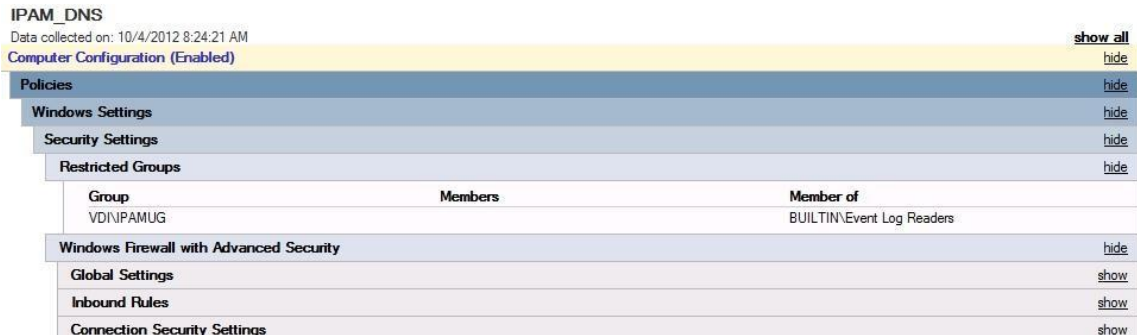 IPAM_DNS
Data collected on: 10/4/2012 8:24:21 AM show all
Computer Configuration (Enabled) hide
Policies hide
Windows Settings hide
Security Settings hide
Restricted Groups hide
Group Members Member of
VDI\IPAMUG BUILTIN\Event Log Readers
Windows Firewall with Advanced Security hide
Global Settings show
Inbound Rules show
Connection Security Settings show